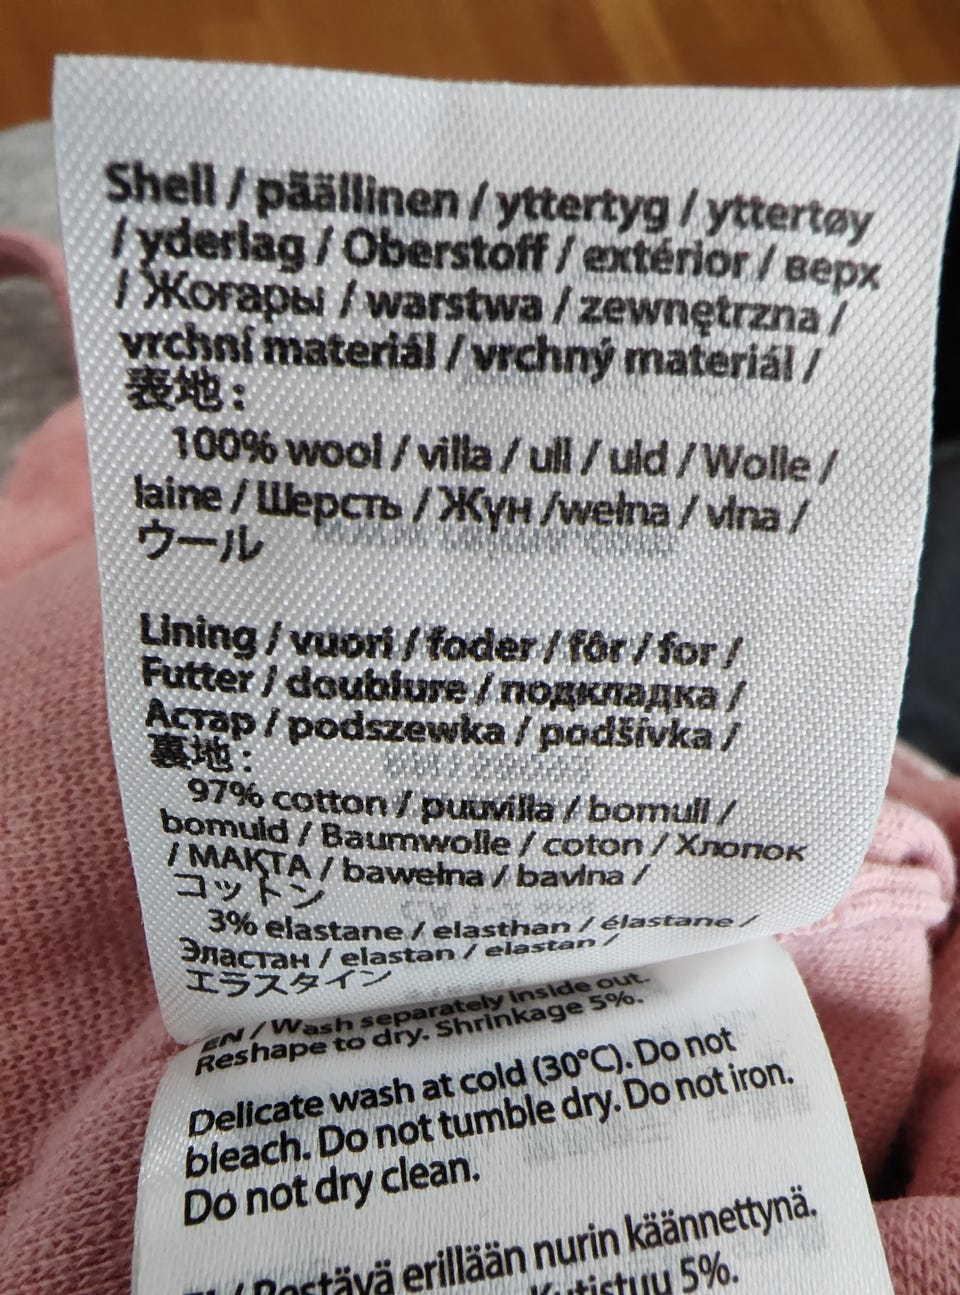 Shell / päällinen / yttertyg / yttertøy
/ yderlag / Oberstoff / extérior / верх
/ Жоғары / warstwa / zewnętrzna /
vrchní materiál / vrchný materiál /
表地 :
100% wool / villa / ull / uld / Wolle /
laine / Шерсть / Жүн /wełna / vlna /
ウール
Lining / vuori / foder / fôr / for /
Futter / doublure / подкладка /
Астар / podszewka / podšívka /
裏地 :
97% cotton / puuvilla / bomull /
bomuld / Baumwolle / coton / Хлопок
/ МАҚТА / bawełna / bavlna /
コットン
3% elastane / elasthan / élastane /
Эластан / elastan / elastan /
エラスタイン
EN / Wash separately inside out.
Reshape to dry. Shrinkage 5%.
Delicate wash at cold (30°C). Do not
bleach. Do not tumble dry. Do not iron.
Do not dry clean.
/ Pestävä erillään nurin käännettynä.
Kutistuu 5%.